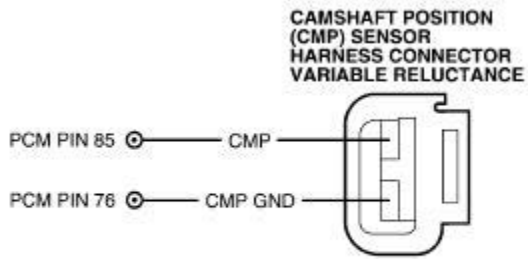 CAMSHAFT POSITION
(CMP) SENSOR
HARNESS CONNECTOR
VARIABLE RELUCTANCE
PCM PIN 85 CMP
PCM PIN 76 CMP GND